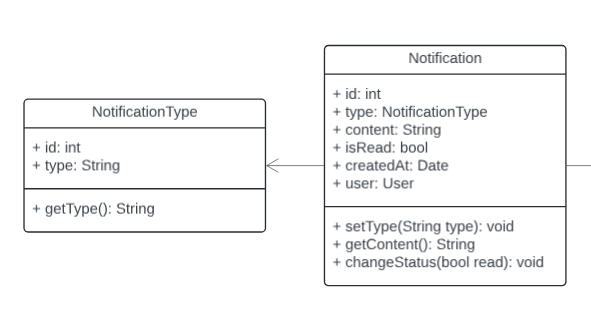 NotificationType
+ id: int
+ type: String
+ getType(): String
Notification
+ id: int
+ type: NotificationType
+ content: String
+ isRead: bool
+ createdAt: Date
+ user: User
+ setType(String type): void
+ getContent(): String
+ changeStatus(bool read): void